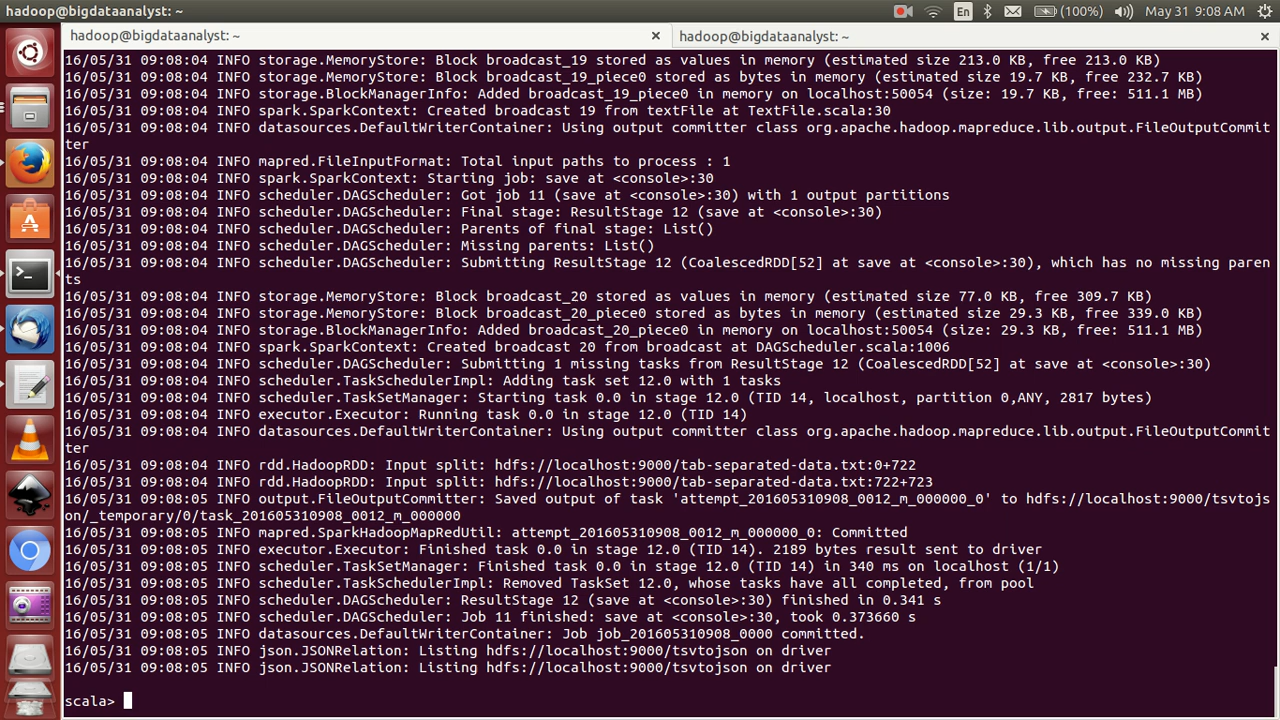 hadoop@bigdataanalyst: ~
En
(100%)
May 31 9:08 AM
hadoop@bigdataanalyst: ~
hadoop@bigdataanalyst: ~
16/05/31 09:08:04 INFO storage.MemoryStore: Block broadcast_19 stored as values in memory (estimated size 213.0 KB, free 213.0 KB)
16/05/31 09:08:04 INFO storage.MemoryStore: Block broadcast_19_piece0 stored as bytes in memory (estimated size 19.7 KB, free 232.7 KB)
16/05/31 09:08:04 INFO storage.BlockManagerInfo: Added broadcast_19_piece0 in memory on localhost:50054 (size: 19.7 KB, free: 511.1 MB)
16/05/31 09:08:04 INFO spark.SparkContext: Created broadcast 19 from textFile at TextFile.scala:30
16/05/31 09:08:04 INFO datasources.DefaultWriterContainer: Using output committer class org.apache.hadoop.mapreduce.lib.output.FileOutputCommit
ter
16/05/31 09:08:04 INFO mapred.FileInputFormat: Total input paths to process : 1
16/05/31 09:08:04 INFO spark.SparkContext: Starting job: save at <console>:30
16/05/31 09:08:04 INFO scheduler.DAGScheduler: Got job 11 (save at <console>:30) with 1 output partitions
16/05/31 09:08:04 INFO scheduler.DAGScheduler: Final stage: ResultStage 12 (save at <console>:30)
16/05/31 09:08:04 INFO scheduler.DAGScheduler: Parents of final stage: List()
16/05/31 09:08:04 INFO scheduler.DAGScheduler: Missing parents: List()
16/05/31 09:08:04 INFO scheduler.DAGScheduler: Submitting ResultStage 12 (CoalescedRDD[52] at save at <console>:30), which has no missing paren
ts
16/05/31 09:08:04 INFO storage.MemoryStore: Block broadcast_20 stored as values in memory (estimated size 77.0 KB, free 309.7 KB)
16/05/31 09:08:04 INFO storage.MemoryStore: Block broadcast_20_piece0 stored as bytes in memory (estimated size 29.3 KB, free 339.0 KB)
16/05/31 09:08:04 INFO storage.BlockManagerInfo: Added broadcast_20_piece0 in memory on localhost:50054 (size: 29.3 KB, free: 511.1 MB)
16/05/31 09:08:04 INFO spark.SparkContext: Created broadcast 20 from broadcast at DAGScheduler.scala:1006
16/05/31 09:08:04 INFO scheduler.DAGScheduler: Submitting 1 missing tasks from ResultStage 12 (CoalescedRDD[52] at save at <console>:30)
16/05/31 09:08:04 INFO scheduler.TaskSchedulerImpl: Adding task set 12.0 with 1 tasks
16/05/31 09:08:04 INFO scheduler.TaskSetManager: Starting task 0.0 in stage 12.0 (TID 14, localhost, partition 0,ANY, 2817 bytes)
16/05/31 09:08:04 INFO executor.Executor: Running task 0.0 in stage 12.0 (TID 14)
16/05/31 09:08:04 INFO datasources.DefaultWriterContainer: Using output committer class org.apache.hadoop.mapreduce.lib.output.FileOutputCommit
ter
16/05/31 09:08:04 INFO rdd.HadoopRDD: Input split: hdfs://localhost:9000/tab-separated-data.txt:0+722
16/05/31 09:08:04 INFO rdd.HadoopRDD: Input split: hdfs://localhost:9000/tab-separated-data.txt:722+723
16/05/31 09:08:05 INFO output.FileOutputCommitter: Saved output of task 'attempt_201605310908_0012_m_000000_0' to hdfs://localhost:9000/tsvtojs
on/_temporary/0/task_201605310908_0012_m_000000
16/05/31 09:08:05 INFO mapred.SparkHadoopMapRedUtil: attempt_201605310908_0012_m_000000_0: Committed
16/05/31 09:08:05 INFO executor.Executor: Finished task 0.0 in stage 12.0 (TID 14). 2189 bytes result sent to driver
16/05/31 09:08:05 INFO scheduler.TaskSetManager: Finished task 0.0 in stage 12.0 (TID 14) in 340 ms on localhost (1/1)
16/05/31 09:08:05 INFO scheduler.TaskSchedulerImpl: Removed TaskSet 12.0, whose tasks have all completed, from pool
16/05/31 09:08:05 INFO scheduler.DAGScheduler: ResultStage 12 (save at <console>:30) finished in 0.341 s
16/05/31 09:08:05 INFO scheduler.DAGScheduler: Job 11 finished: save at <console>:30, took 0.373660 s
16/05/31 09:08:05 INFO datasources.DefaultWriterContainer: Job job_201605310908_0000 committed.
16/05/31 09:08:05 INFO json.JSONRelation: Listing hdfs://localhost:9000/tsvtojson on driver
16/05/31 09:08:05 INFO json.JSONRelation: Listing hdfs://localhost:9000/tsvtojson on driver
scala>